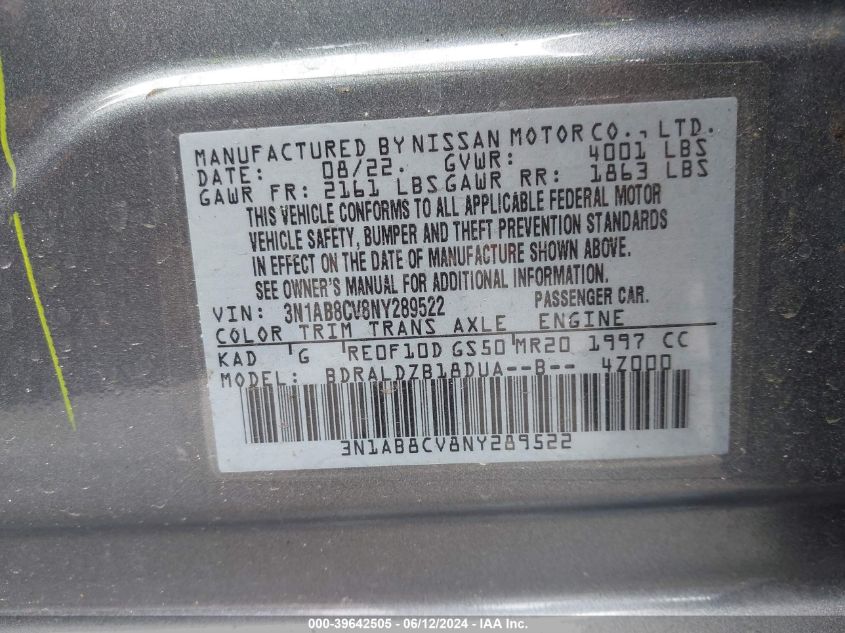 MANUFACTURED BY NISSAN MOTOR CO., LTD.
DATE: 08/22. GVWR: 4001 LBS
GAWR FR: 2161 LBS GAWR RR: 1863 LBS
THIS VEHICLE CONFORMS TO ALL APPLICABLE FEDERAL MOTOR
VEHICLE SAFETY, BUMPER AND THEFT PREVENTION STANDARDS
IN EFFECT ON THE DATE OF MANUFACTURE SHOWN ABOVE.
SEE OWNER'S MANUAL FOR ADDITIONAL INFORMATION.
VIN: 3N1AB8CV8NY289522 PASSENGER CAR.
COLOR TRIM TRANS AXLE ENGINE
KAD G RE0F10D GS50 MR20 1997 CC
MODEL: BDRALDZB18DUA--B-- 4Z000
3N1AB8CV8NY289522
000-39642505 - 06/12/2024 - IAAI.com